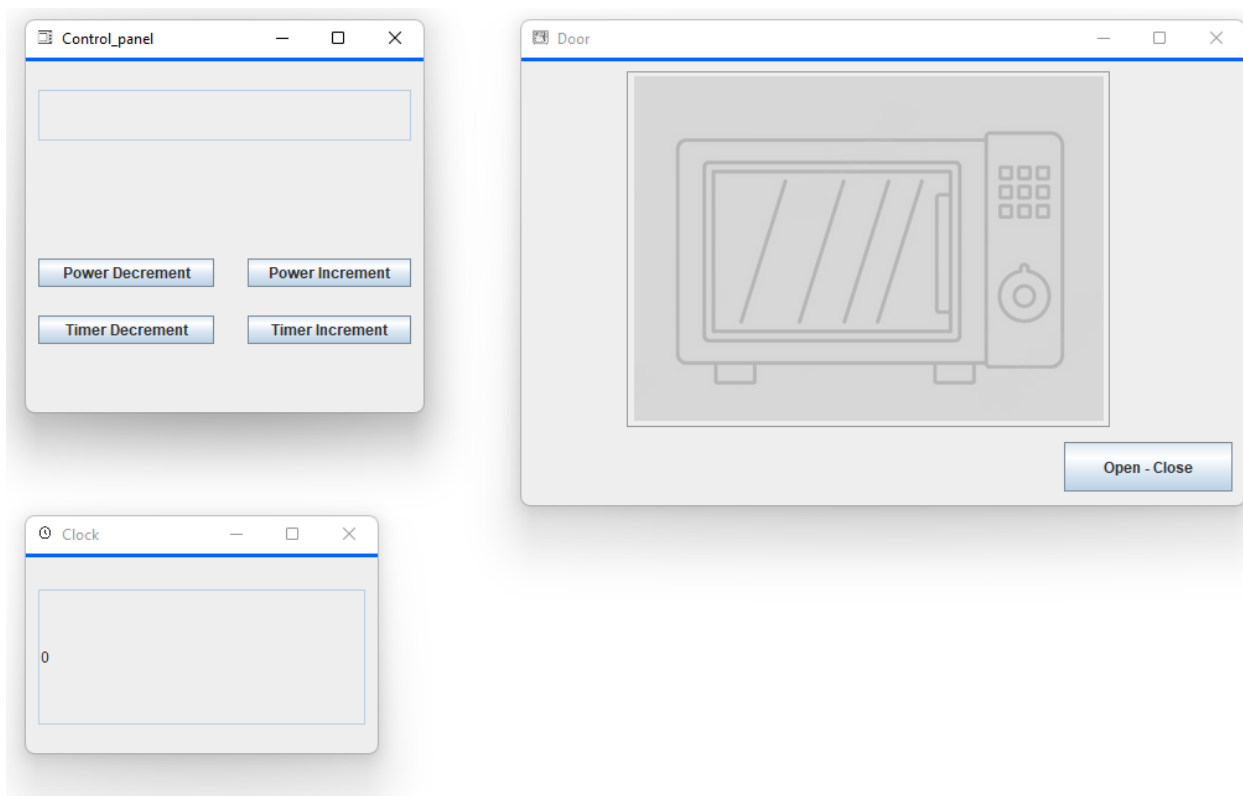 Control_panel
Power Decrement
Power Increment
Timer Decrement
Timer Increment
Door
Open - Close
Clock
0